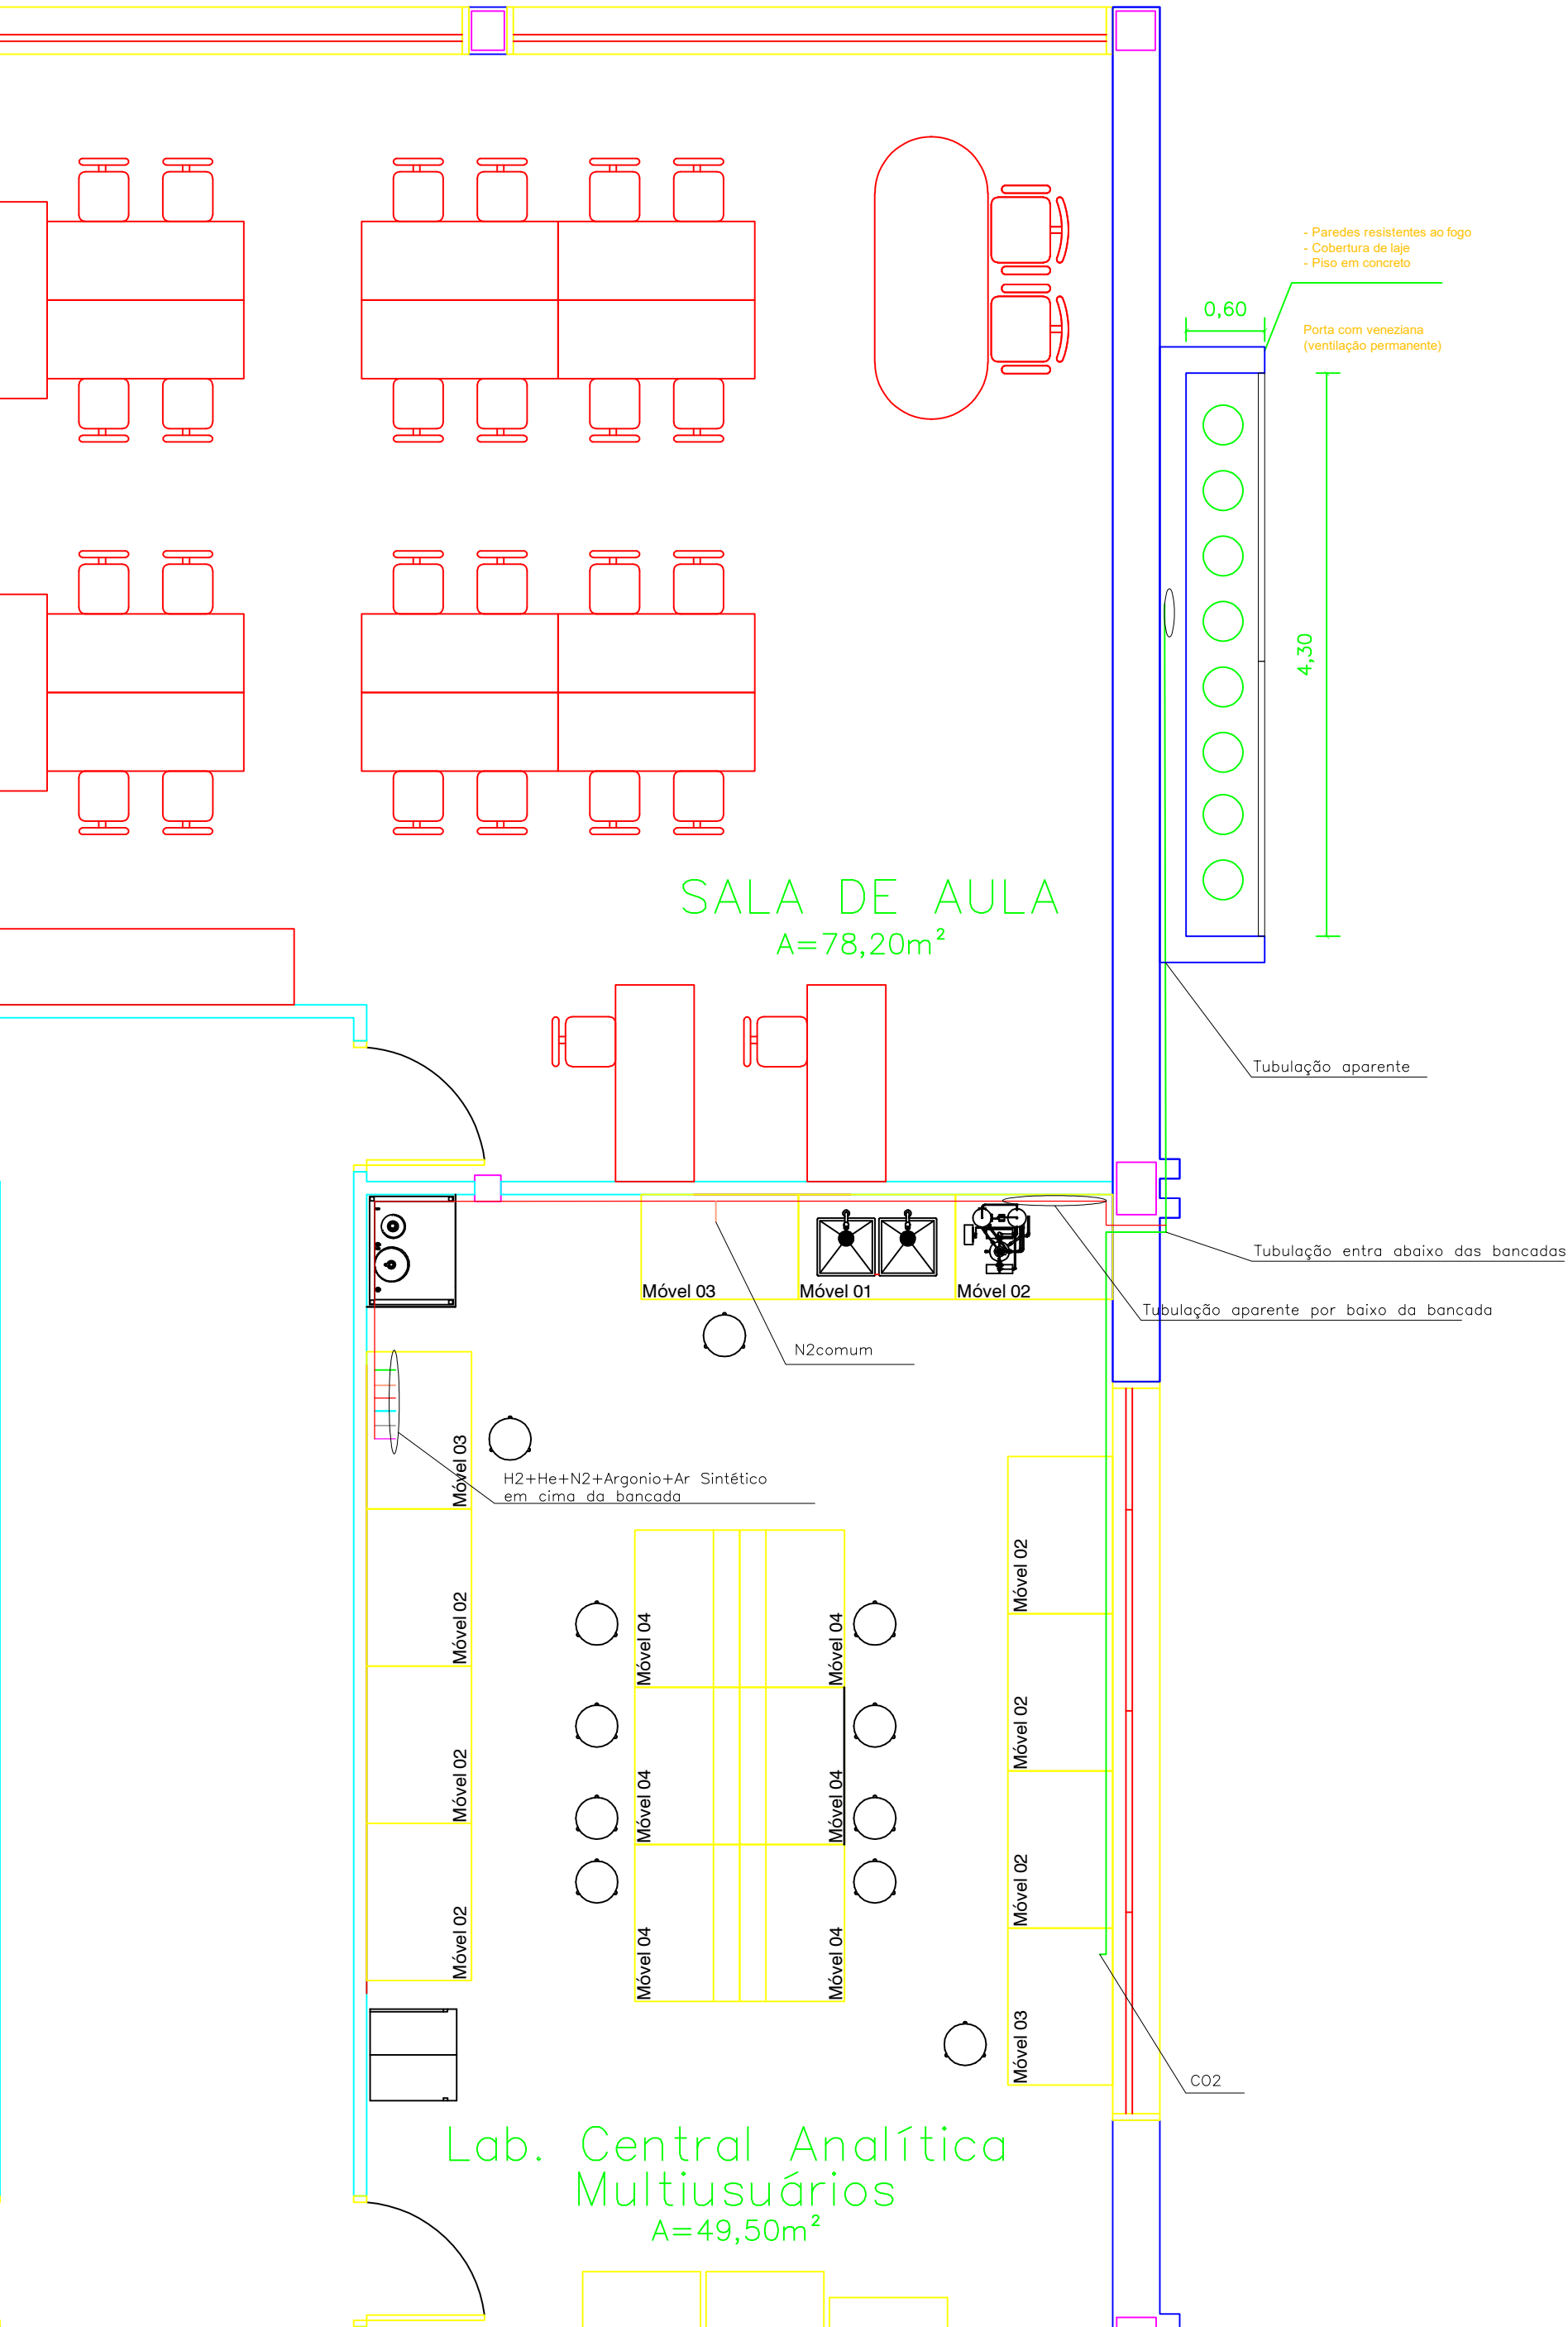 - Paredes resistentes ao fogo
- Cobertura de laje
- Piso em concreto
0,60
Porta com veneziana
(ventilação permanente)
4,30
SALA DE AULA
A=78,20m²
Tubulação aparente
Tubulação entra abaixo das bancadas
Móvel 03
Móvel 01
Móvel 02
Tubulação aparente por baixo da bancada
N2comum
Móvel 03
H2+He+N2+Argonio+Ar Sintético
em cima da bancada
Móvel 02
Móvel 02
Móvel 04
Móvel 04
Móvel 02
Móvel 02
Móvel 04
Móvel 04
Móvel 02
Móvel 02
Móvel 04
Móvel 04
Móvel 03
CO2
Lab. Central Analítica
Multiusuários
A=49,50m²